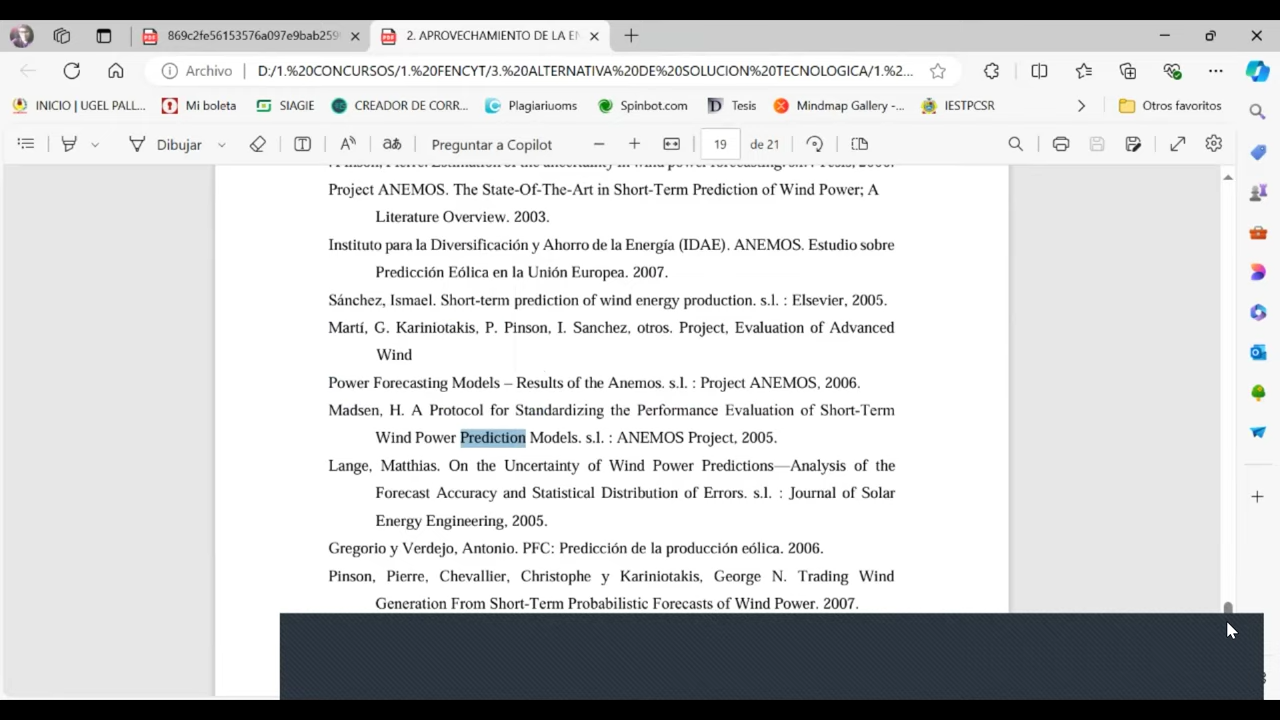 869c2fe56153576a097e9bab259
2. APROVECHAMIENTO DE LA EN
Archivo
D:/1.%20CONCURSOS/1.%20FENCYT/3.%20ALTERNATIVA%20DE%20SOLUCION%20TECNOLOGICA/1.%2...
INICIO | UGEL PALL...
Mi boleta
SIAGIE
CREADOR DE CORR...
Plagiariuoms
Spinbot.com
Tesis
Mindmap Gallery -...
IESTPCSR
Otros favoritos
Dibujar
Preguntar a Copilot
19 de 21
Project ANEMOS. The State-Of-The-Art in Short-Term Prediction of Wind Power; A
Literature Overview. 2003.
Instituto para la Diversificación y Ahorro de la Energía (IDAE). ANEMOS. Estudio sobre
Predicción Eólica en la Unión Europea. 2007.
Sánchez, Ismael. Short-term prediction of wind energy production. s.l. : Elsevier, 2005.
Martí, G. Kariniotakis, P. Pinson, I. Sanchez, otros. Project, Evaluation of Advanced
Wind
Power Forecasting Models – Results of the Anemos. s.l. : Project ANEMOS, 2006.
Madsen, H. A Protocol for Standardizing the Performance Evaluation of Short-Term
Wind Power Prediction Models. s.l. : ANEMOS Project, 2005.
Lange, Matthias. On the Uncertainty of Wind Power Predictions—Analysis of the
Forecast Accuracy and Statistical Distribution of Errors. s.l. : Journal of Solar
Energy Engineering, 2005.
Gregorio y Verdejo, Antonio. PFC: Predicción de la producción eólica. 2006.
Pinson, Pierre, Chevallier, Christophe y Kariniotakis, George N. Trading Wind
Generation From Short-Term Probabilistic Forecasts of Wind Power. 2007.